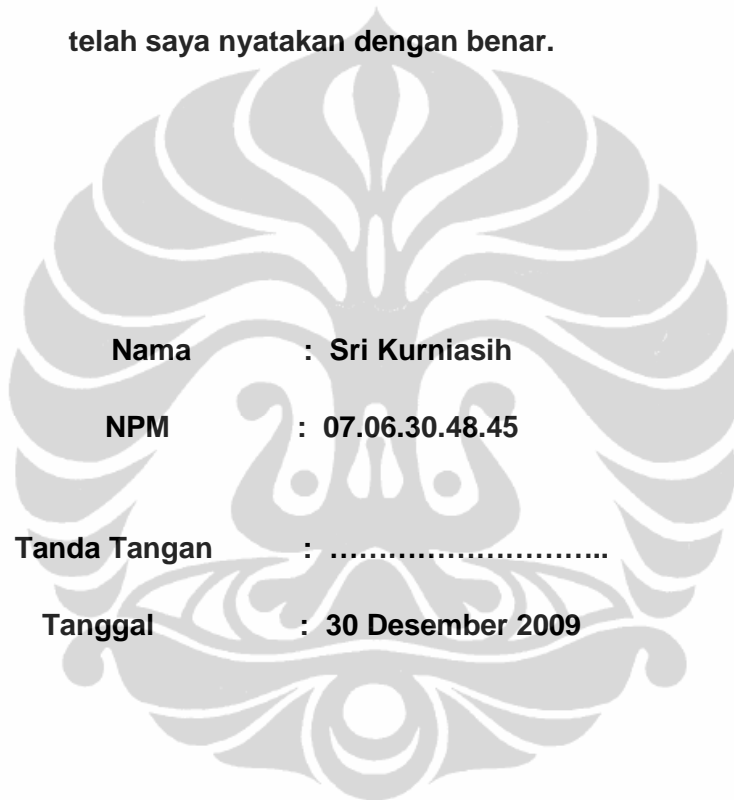 telah saya nyatakan dengan benar.
Nama : Sri Kurniasih
NPM : 07.06.30.48.45
Tanda Tangan : ………………………..
Tanggal : 30 Desember 2009